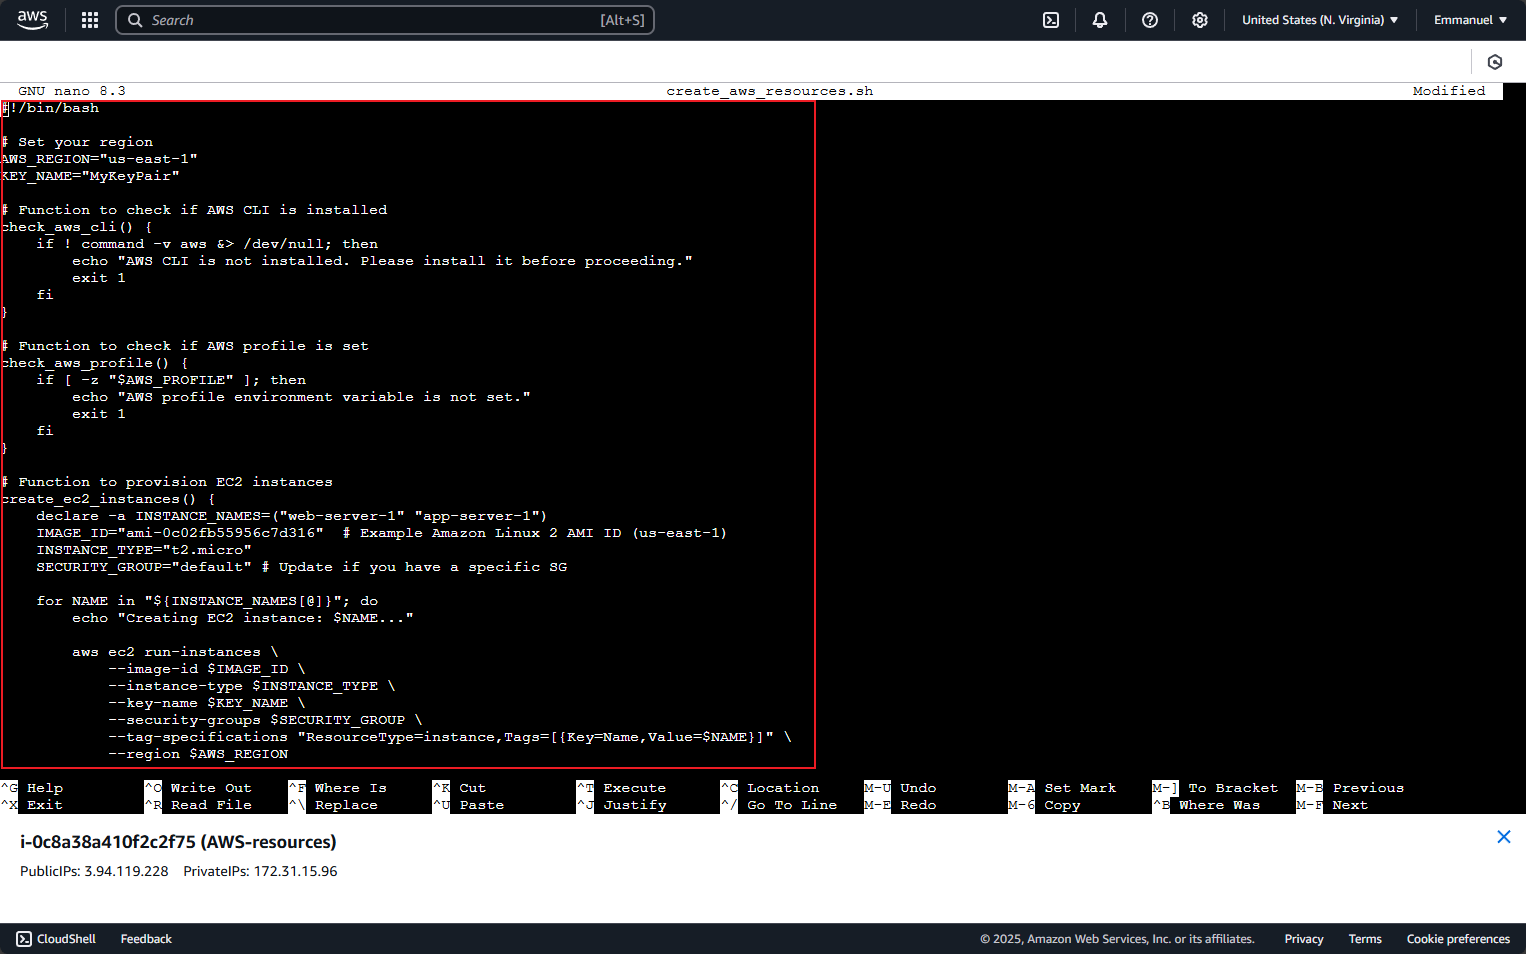 aws
Search [Alt+S] United States (N. Virginia) Emmanuel
GNU nano 8.3 create_aws_resources.sh Modified
#!/bin/bash
# Set your region
AWS_REGION="us-east-1"
KEY_NAME="MyKeyPair"
# Function to check if AWS CLI is installed
check_aws_cli() {
    if ! command -v aws &> /dev/null; then
        echo "AWS CLI is not installed. Please install it before proceeding."
        exit 1
    fi
}
# Function to check if AWS profile is set
check_aws_profile() {
    if [ -z "$AWS_PROFILE" ]; then
        echo "AWS profile environment variable is not set."
        exit 1
    fi
}
# Function to provision EC2 instances
create_ec2_instances() {
    declare -a INSTANCE_NAMES=("web-server-1" "app-server-1")
    IMAGE_ID="ami-0c02fb55956c7d316"  # Example Amazon Linux 2 AMI ID (us-east-1)
    INSTANCE_TYPE="t2.micro"
    SECURITY_GROUP="default" # Update if you have a specific SG
    for NAME in "${INSTANCE_NAMES[@]}"; do
        echo "Creating EC2 instance: $NAME..."
        aws ec2 run-instances \
            --image-id $IMAGE_ID \
            --instance-type $INSTANCE_TYPE \
            --key-name $KEY_NAME \
            --security-groups $SECURITY_GROUP \
            --tag-specifications "ResourceType=instance,Tags=[{Key=Name,Value=$NAME}]" \
            --region $AWS_REGION
^G Help ^O Write Out ^F Where Is ^K Cut ^T Execute ^C Location M-U Undo M-A Set Mark M-] To Bracket M-B Previous
^X Exit ^R Read File ^\ Replace ^U Paste ^J Justify ^/ Go To Line M-E Redo M-6 Copy ^B Where Was M-F Next
i-0c8a38a410f2c2f75 (AWS-resources)
PublicIPs: 3.94.119.228 PrivateIPs: 172.31.15.96
CloudShell Feedback © 2025, Amazon Web Services, Inc. or its affiliates. Privacy Terms Cookie preferences